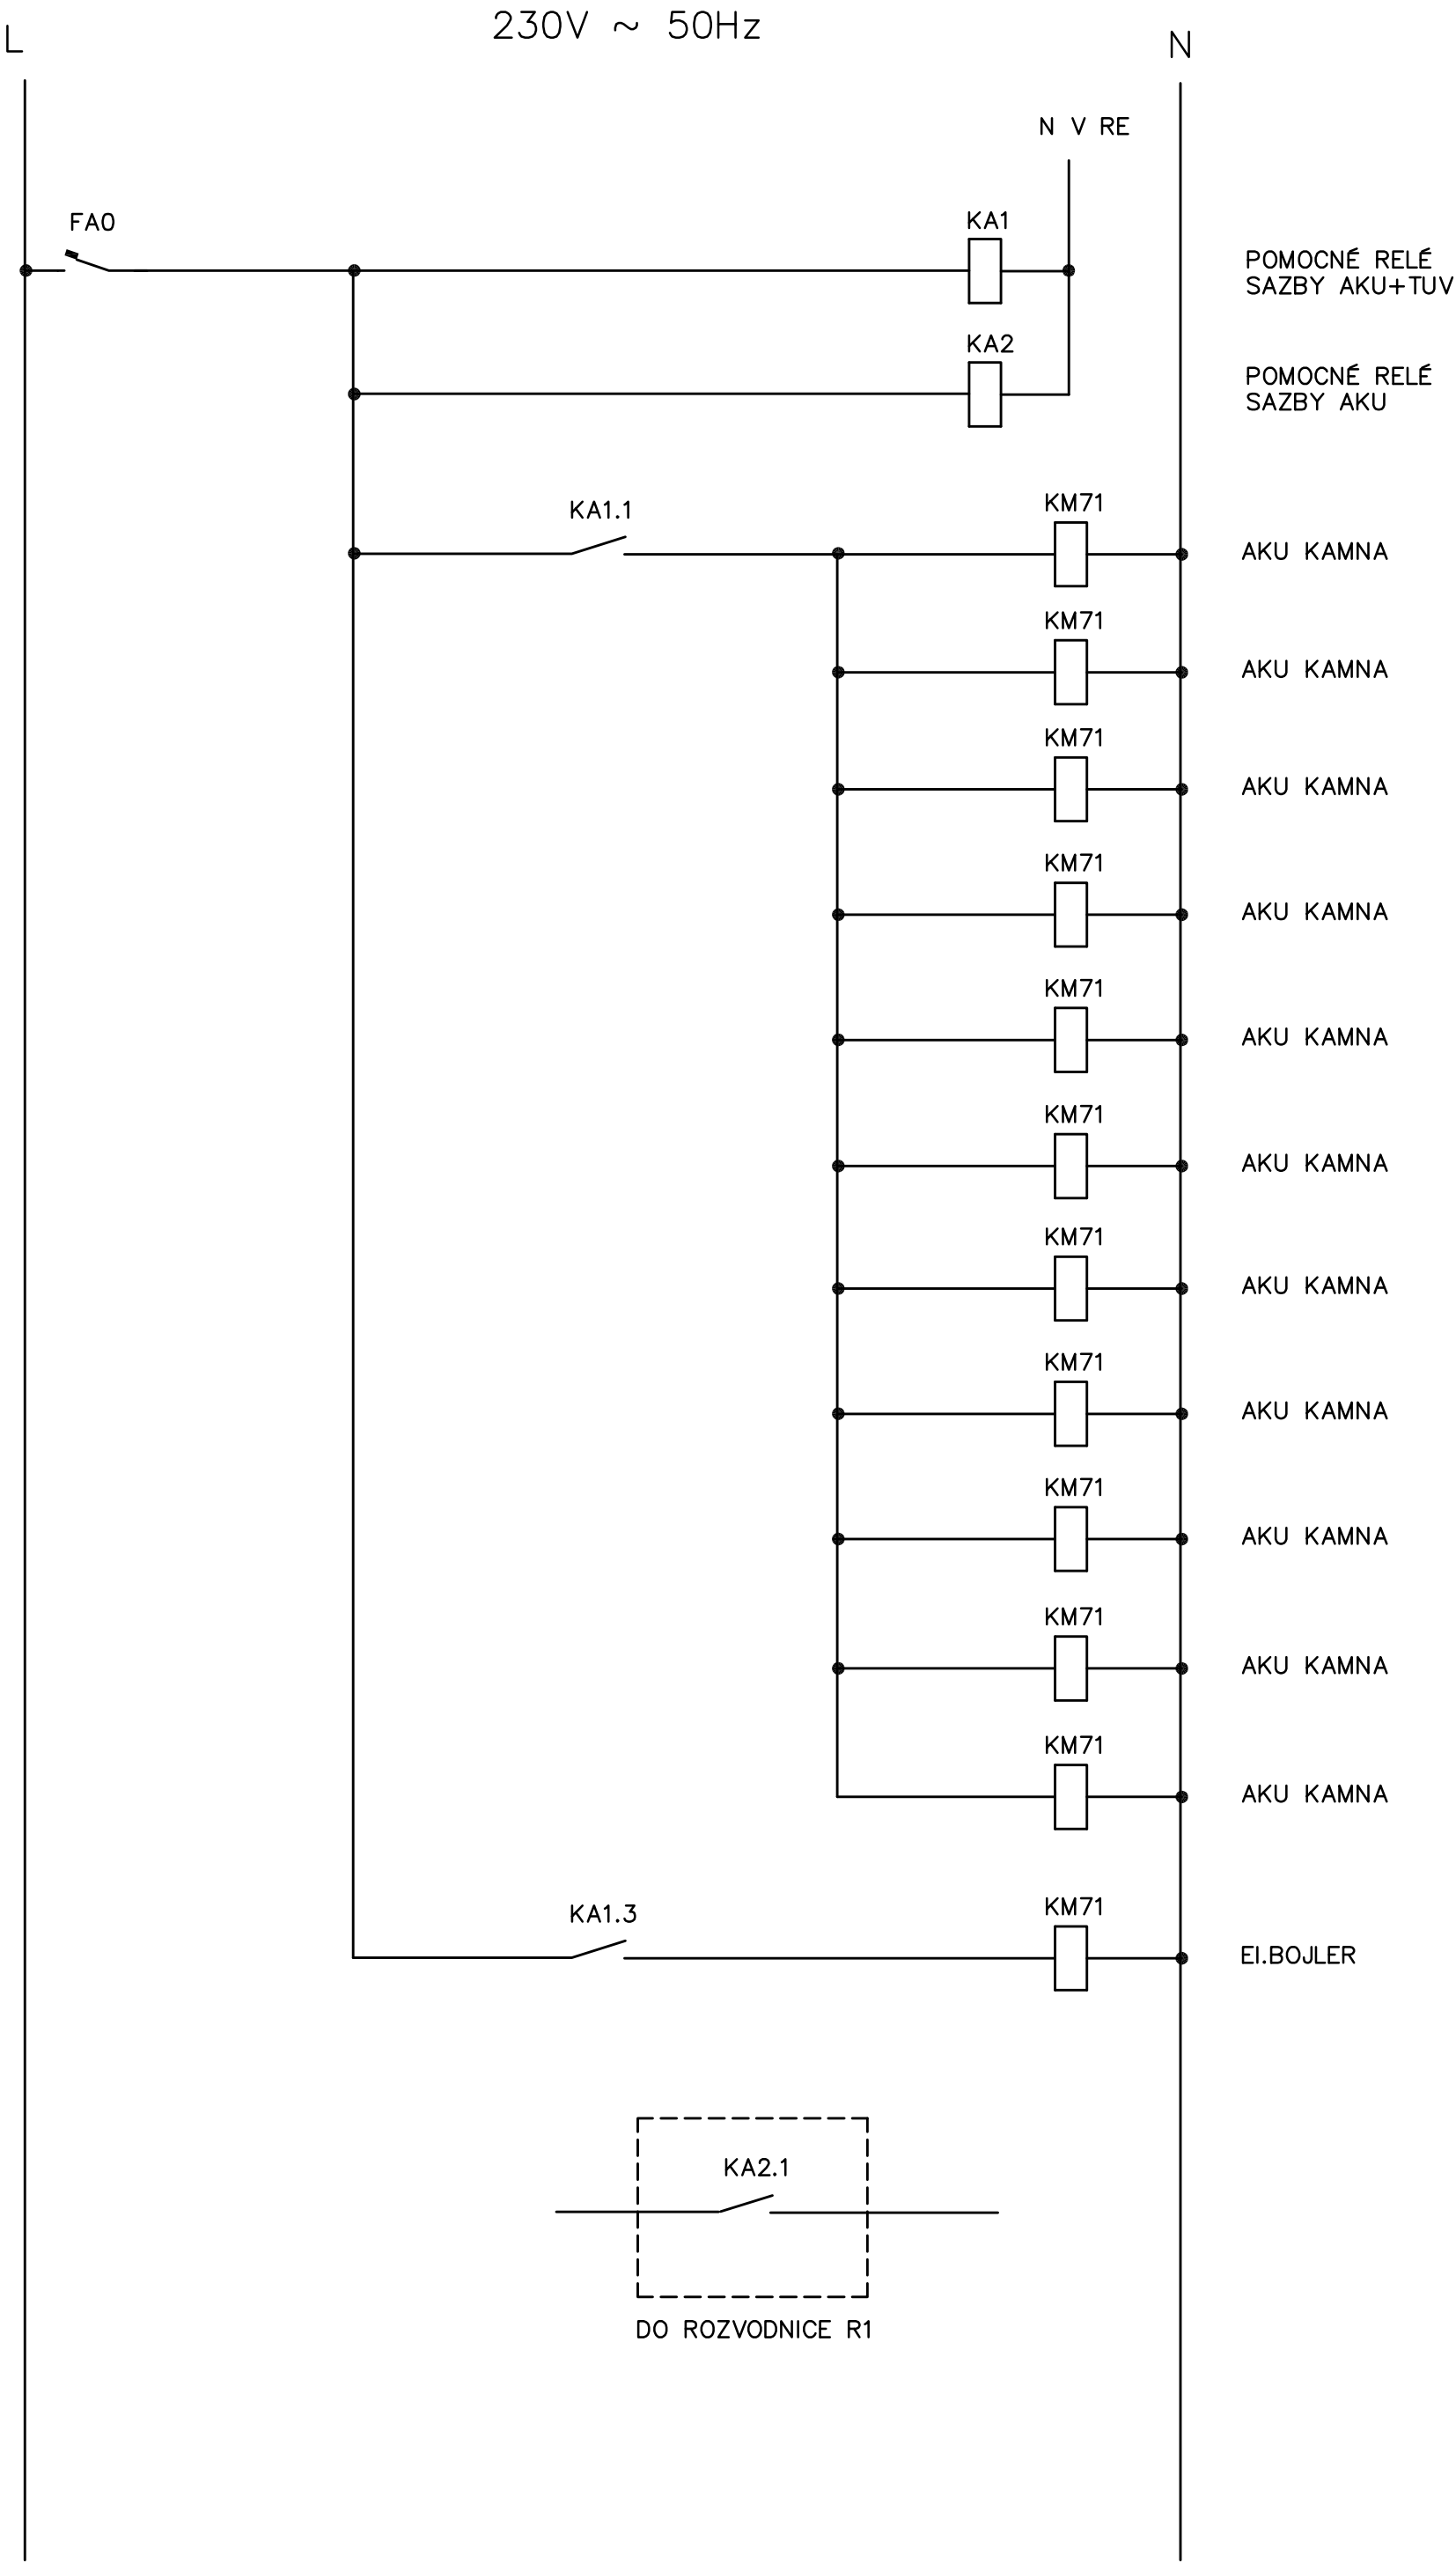 230V ~ 50Hz
L
N
N V RE
FA0
KA1
POMOCNÉ RELÉ
SAZBY AKU+TUV
KA2
POMOCNÉ RELÉ
SAZBY AKU
KA1.1
KM71
AKU KAMNA
KM71
AKU KAMNA
KM71
AKU KAMNA
KM71
AKU KAMNA
KM71
AKU KAMNA
KM71
AKU KAMNA
KM71
AKU KAMNA
KM71
AKU KAMNA
KM71
AKU KAMNA
KM71
AKU KAMNA
KM71
AKU KAMNA
KA1.3
KM71
El.BOJLER
KA2.1
DO ROZVODNICE R1